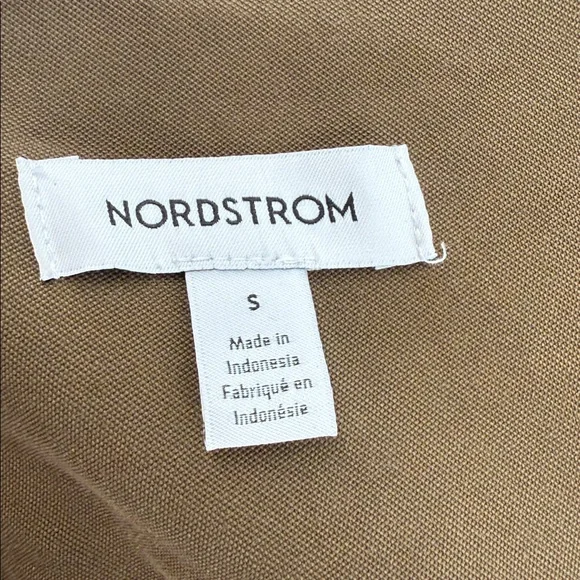 NORDSTROM
S
Made in
Indonesia
Fabriqué en
Indonésie